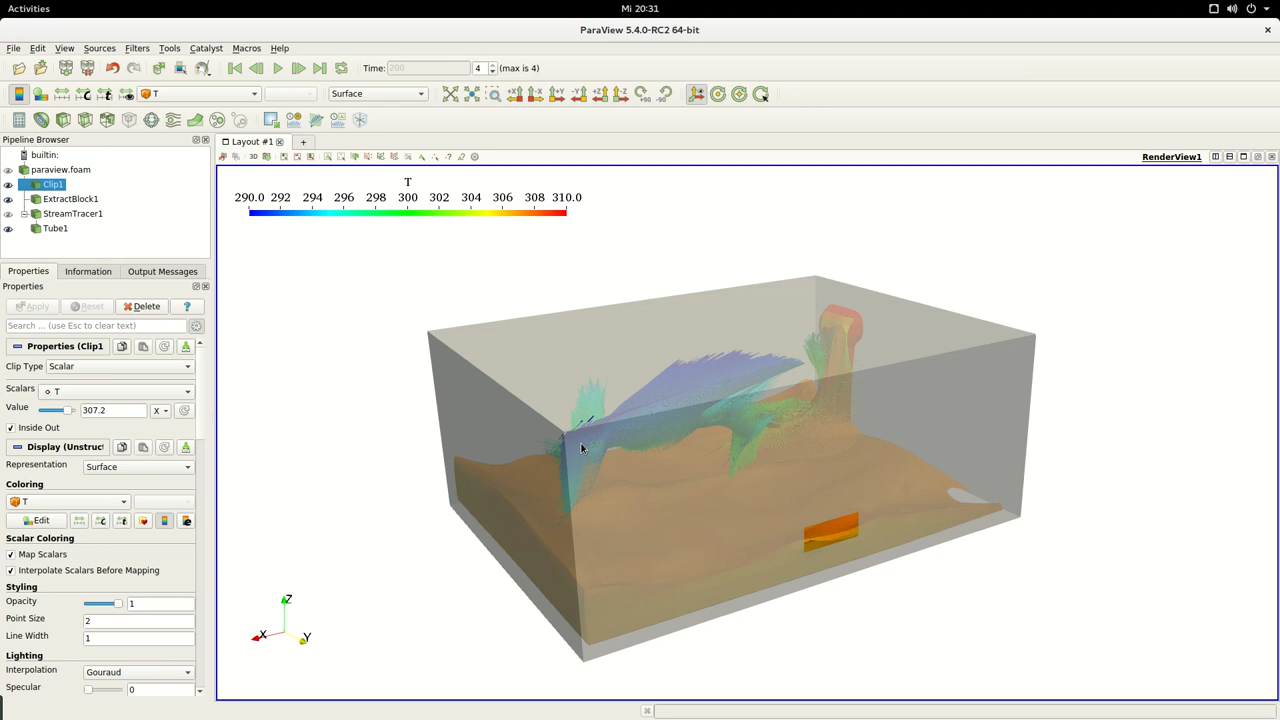 Activities
Mi 20:31
ParaView 5.4.0-RC2 64-bit
File Edit View Sources Filters Tools Catalyst Macros Help
Time: 200 4 (max is 4)
T Surface +X -X +Y -Y +Z -Z +90 -90
Pipeline Browser
builtin:
paraview.foam
Clip1
ExtractBlock1
StreamTracer1
Tube1
Layout #1 +
3D RenderView1
Properties Information Output Messages
Properties
Apply Reset Delete ?
Search ... (use Esc to clear text)
Properties (Clip1
Clip Type Scalar
Scalars T
Value 307.2 X
Inside Out
Display (Unstruct
Representation Surface
Coloring
T
Edit
Scalar Coloring
Map Scalars
Interpolate Scalars Before Mapping
Styling
Opacity 1
Point Size 2
Line Width 1
Lighting
Interpolation Gouraud
Specular 0
T
290.0 292 294 296 298 300 302 304 306 308 310.0
Z
X Y